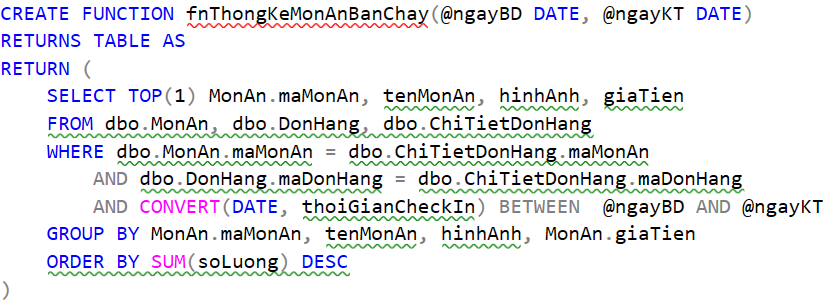 CREATE FUNCTION fnThongKeMonAnBanChay(@ngayBD DATE, @ngayKT DATE)
RETURNS TABLE AS
RETURN (
    SELECT TOP(1) MonAn.maMonAn, tenMonAn, hinhAnh, giaTien
    FROM dbo.MonAn, dbo.DonHang, dbo.ChiTietDonHang
    WHERE dbo.MonAn.maMonAn = dbo.ChiTietDonHang.maMonAn
        AND dbo.DonHang.maDonHang = dbo.ChiTietDonHang.maDonHang
        AND CONVERT(DATE, thoiGianCheckIn) BETWEEN  @ngayBD AND @ngayKT
    GROUP BY MonAn.maMonAn, tenMonAn, hinhAnh, MonAn.giaTien
    ORDER BY SUM(soLuong) DESC
)